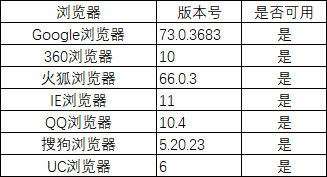 浏览器 版本号 是否可用
Google浏览器 73.0.3683 是
360浏览器 10 是
火狐浏览器 66.0.3 是
IE浏览器 11 是
QQ浏览器 10.4 是
搜狗浏览器 5.20.23 是
UC浏览器 6 是